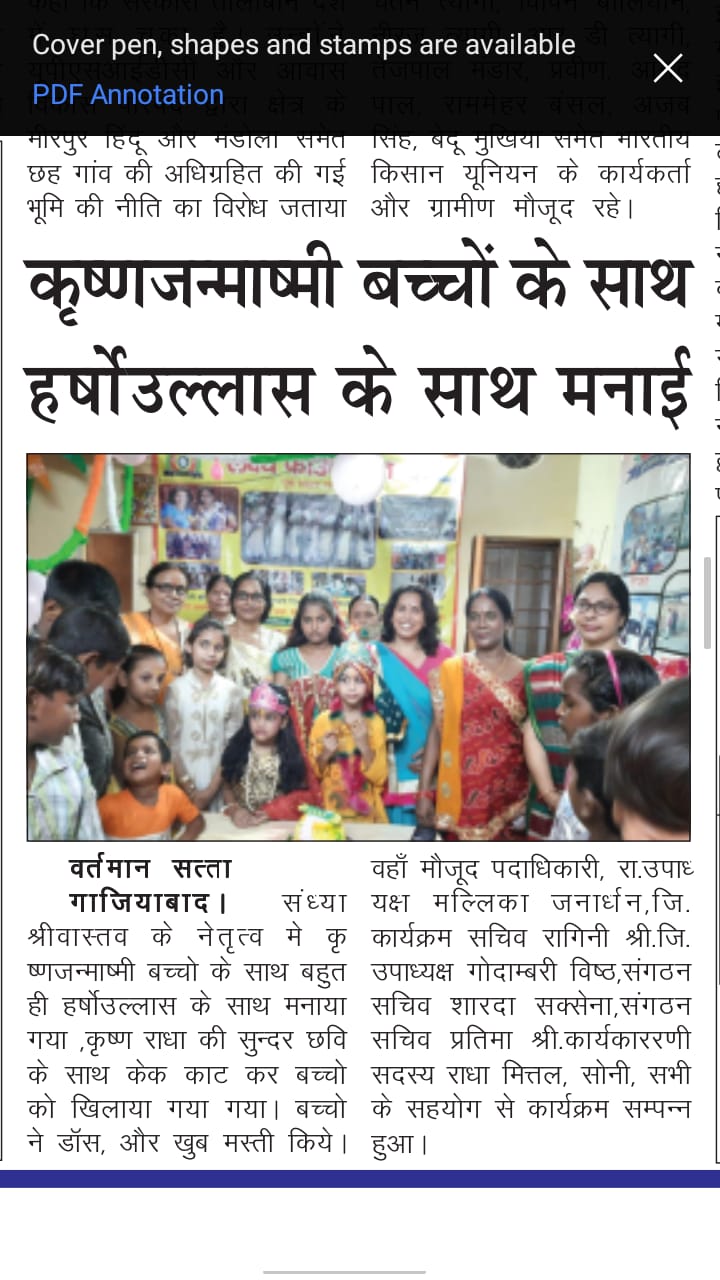 Cover pen, shapes and stamps are available
PDF Annotation
मीरपुर हिंदू और मंडोला समेत
छह गांव की अधिग्रहित की गई
भूमि की नीति का विरोध जताया
सिंह, बेदू मुखिया समेत भारतीय
किसान यूनियन के कार्यकर्ता
और ग्रामीण मौजूद रहे।
कृष्णजन्माष्मी बच्चों के साथ
हर्षोउल्लास के साथ मनाई
वर्तमान सत्ता
गाजियाबाद। संध्या
श्रीवास्तव के नेतृत्व मे कृ
ष्णजन्माष्मी बच्चो के साथ बहुत
ही हर्षोउल्लास के साथ मनाया
गया ,कृष्ण राधा की सुन्दर छवि
के साथ केक काट कर बच्चो
को खिलाया गया गया। बच्चो
ने डॉस, और खुब मस्ती किये।
वहाँ मौजूद पदाधिकारी, रा.उपाध
यक्ष मल्लिका जनार्धन,जि.
कार्यक्रम सचिव रागिनी श्री.जि.
उपाध्यक्ष गोदाम्बरी विष्ठ,संगठन
सचिव शारदा सक्सेना,संगठन
सचिव प्रतिमा श्री.कार्यकाररणी
सदस्य राधा मित्तल, सोनी, सभी
के सहयोग से कार्यक्रम सम्पन्न
हुआ।